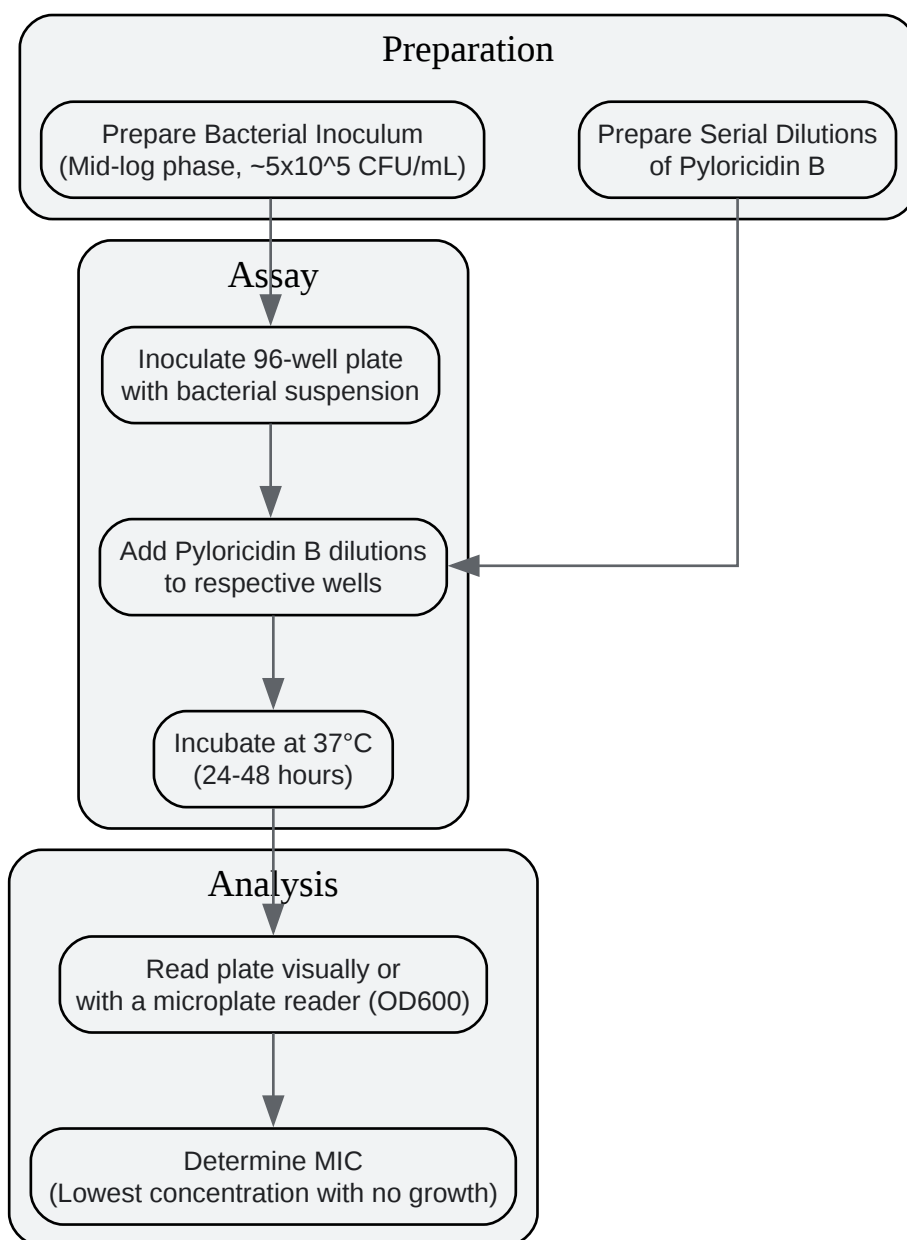 Preparation
Prepare Bacterial Inoculum
(Mid-log phase, ~5x10^5 CFU/mL)
Prepare Serial Dilutions
of Pyloricidin B
Assay
Inoculate 96-well plate
with bacterial suspension
Add Pyloricidin B dilutions
to respective wells
Incubate at 37°C
(24-48 hours)
Analysis
Read plate visually or
with a microplate reader (OD600)
Determine MIC
(Lowest concentration with no growth)